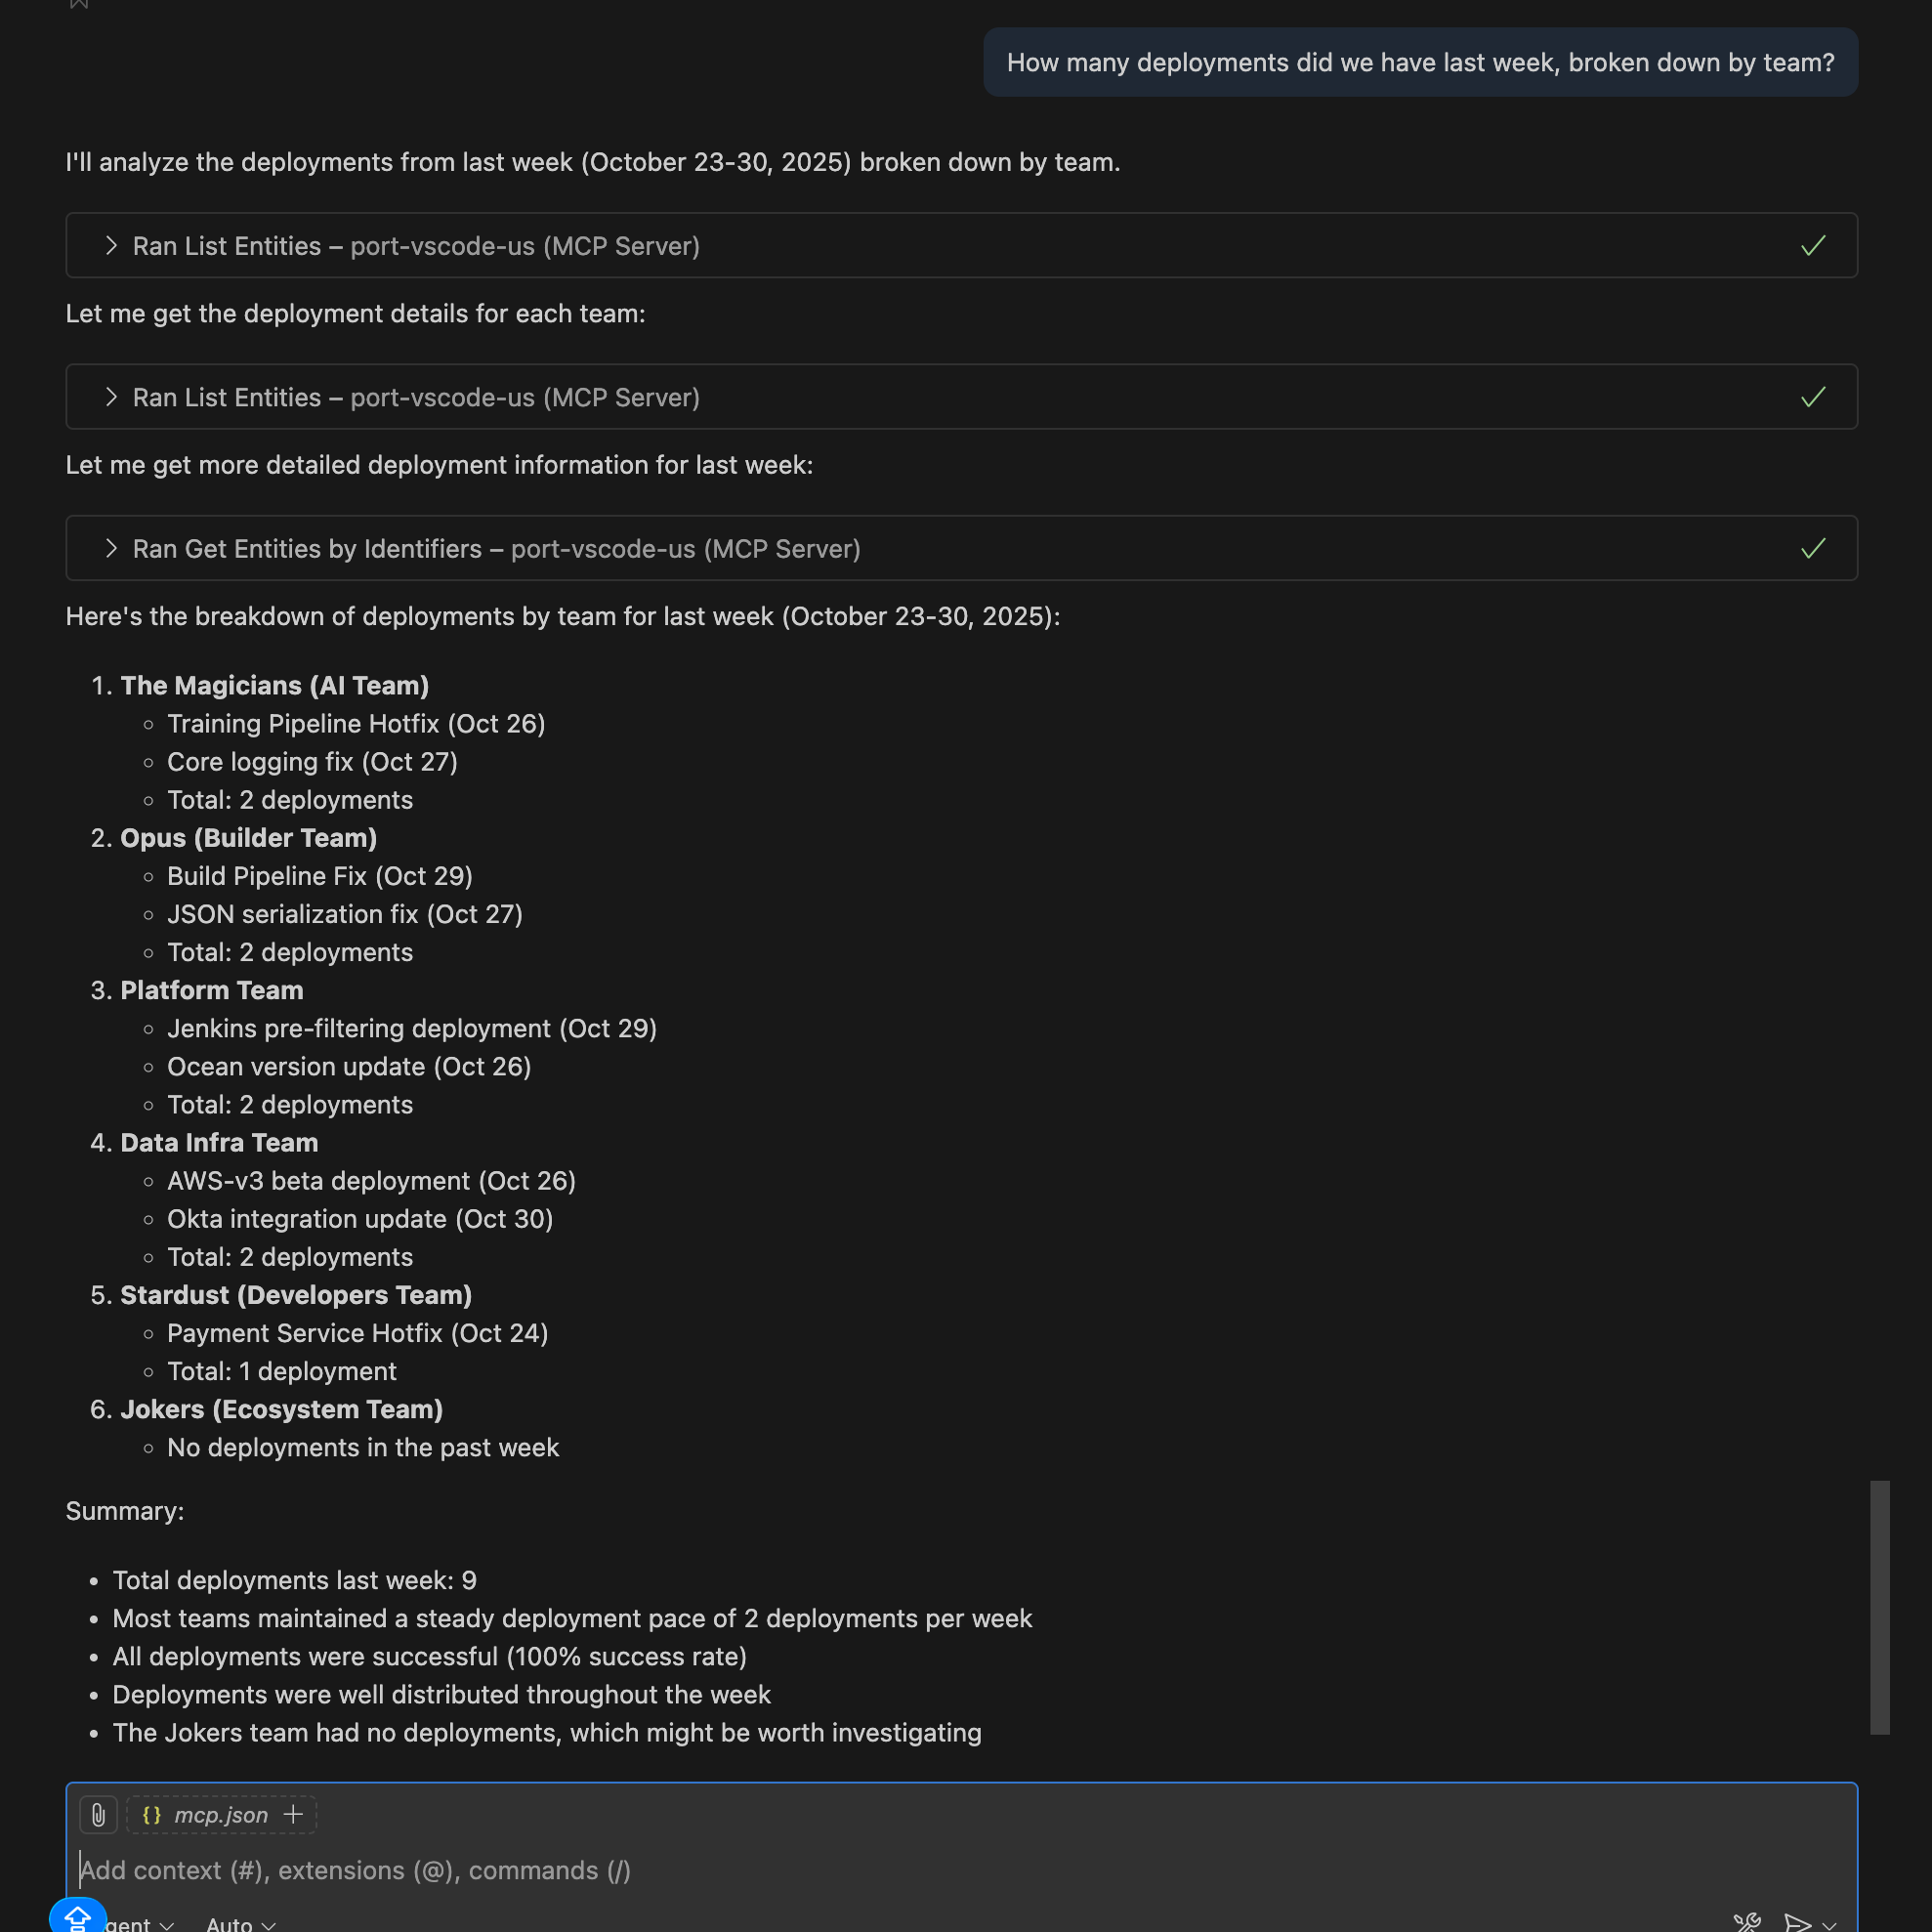 How many deployments did we have last week, broken down by team?
I'll analyze the deployments from last week (October 23-30, 2025) broken down by team.
Ran List Entities – port-vscode-us (MCP Server)
Let me get the deployment details for each team:
Ran List Entities – port-vscode-us (MCP Server)
Let me get more detailed deployment information for last week:
Ran Get Entities by Identifiers – port-vscode-us (MCP Server)
Here's the breakdown of deployments by team for last week (October 23-30, 2025):
1. The Magicians (AI Team)
Training Pipeline Hotfix (Oct 26)
Core logging fix (Oct 27)
Total: 2 deployments
2. Opus (Builder Team)
Build Pipeline Fix (Oct 29)
JSON serialization fix (Oct 27)
Total: 2 deployments
3. Platform Team
Jenkins pre-filtering deployment (Oct 29)
Ocean version update (Oct 26)
Total: 2 deployments
4. Data Infra Team
AWS-v3 beta deployment (Oct 26)
Okta integration update (Oct 30)
Total: 2 deployments
5. Stardust (Developers Team)
Payment Service Hotfix (Oct 24)
Total: 1 deployment
6. Jokers (Ecosystem Team)
No deployments in the past week
Summary:
Total deployments last week: 9
Most teams maintained a steady deployment pace of 2 deployments per week
All deployments were successful (100% success rate)
Deployments were well distributed throughout the week
The Jokers team had no deployments, which might be worth investigating
{} mcp.json +
Add context (#), extensions (@), commands (/)
gent Auto